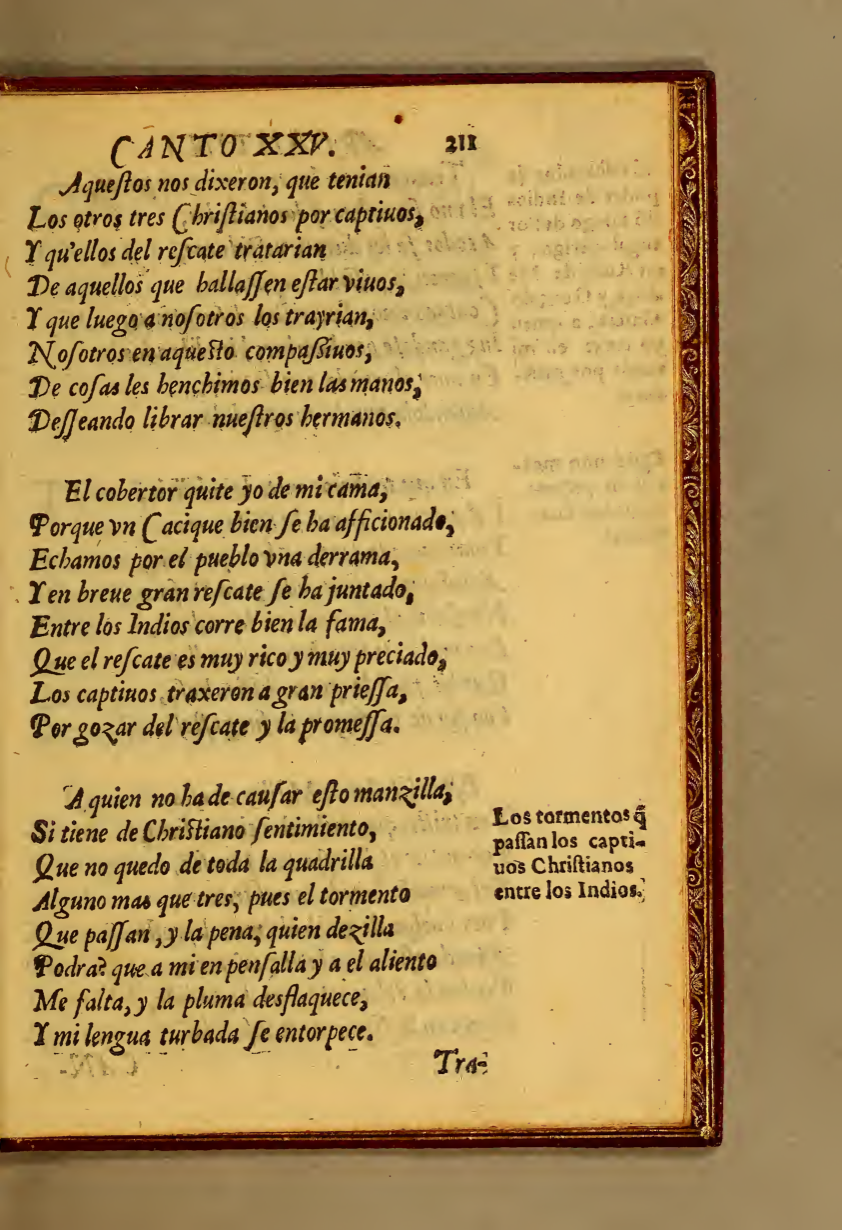 CANTO XXV. 211
Aqueſtos nos dixeron, que tenian
Los otros tres Chriſtianos por captiuos,
Y qu'ellos del reſcate tratarian
De aquellos que hallaſſen eſtar viuos,
Y que luego a noſotros los trayrian,
Noſotros en aqueſto compaſsiuos,
De coſas les henchimos bien las manos,
Deſſeando librar nueſtros hermanos.
El cobertor quite yo de mi cama,
Porque vn Cacique bien ſe ha afficionado,
Echamos por el pueblo vna derrama,
Y en breue gran reſcate ſe ha juntado,
Entre los Indios corre bien la fama,
Que el reſcate es muy rico y muy preciado,
Los captiuos traxeron a gran prieſſa,
Por gozar del reſcate y la promeſſa.
A quien no ha de cauſar eſto manzilla,
Si tiene de Chriſtiano ſentimiento,
Que no quedo de toda la quadrilla
Alguno mas que tres, pues el tormento
Que paſſan, y la pena, quien dezilla
Podra? que a mi en penſalla y a el aliento
Me falta, y la pluma desflaquece,
Y mi lengua turbada ſe entorpece.
Los tormentos q̃
paſſan los capti-
uos Chriſtianos
entre los Indios.
Tra-